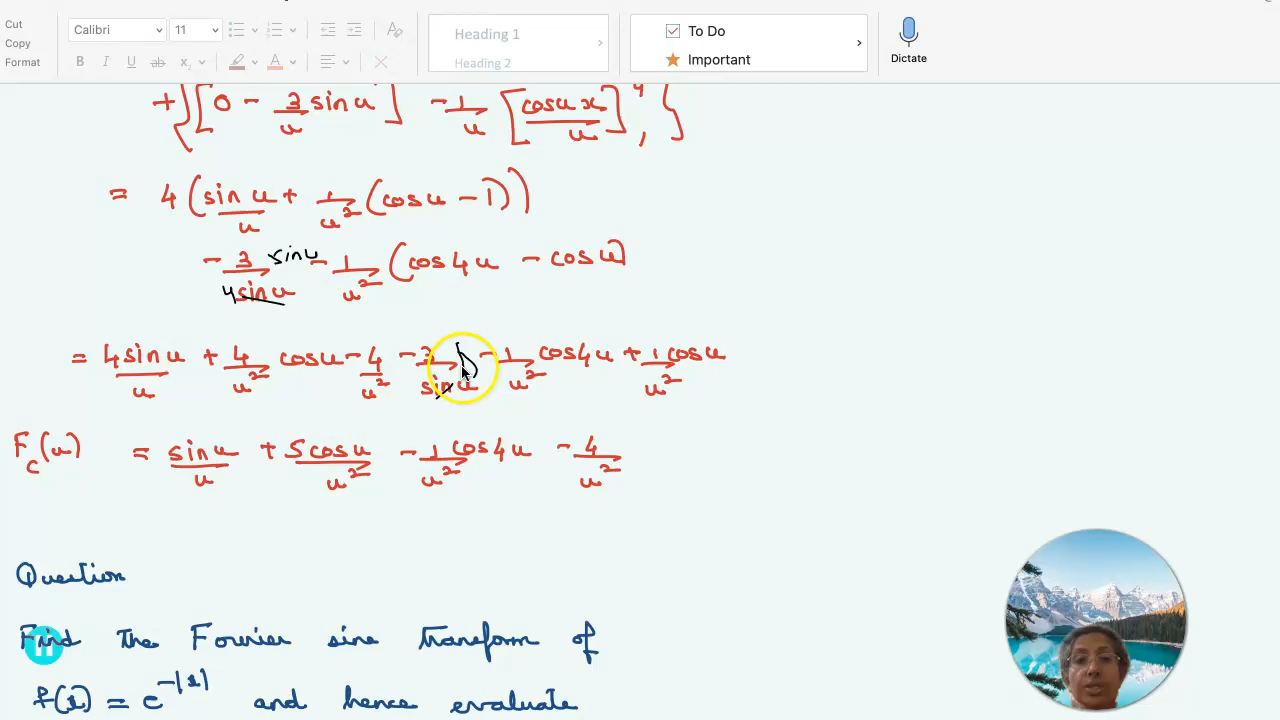 Cut
Calibri 11
Heading 1
To Do
Copy
Dictate
Format
B I U ab x₂ A
Heading 2
Important
+{[0 - 3/u sin u] - 1/u [cos ux/u]⁴₁}
= 4(sin u/u + 1/u² (cos u - 1))
- 3/u sin u - 1/u² (cos 4u - cos u)
= 4 sin u/u + 4/u² cos u - 4/u² - 3/sin u - 1/u² cos 4u + 1/u² cos u
F_c(u) = sin u/u + 5 cos u/u² - 1/u² cos 4u - 4/u²
Question
Find the Fourier sine transform of
f(x) = e^-|x| and hence evaluate